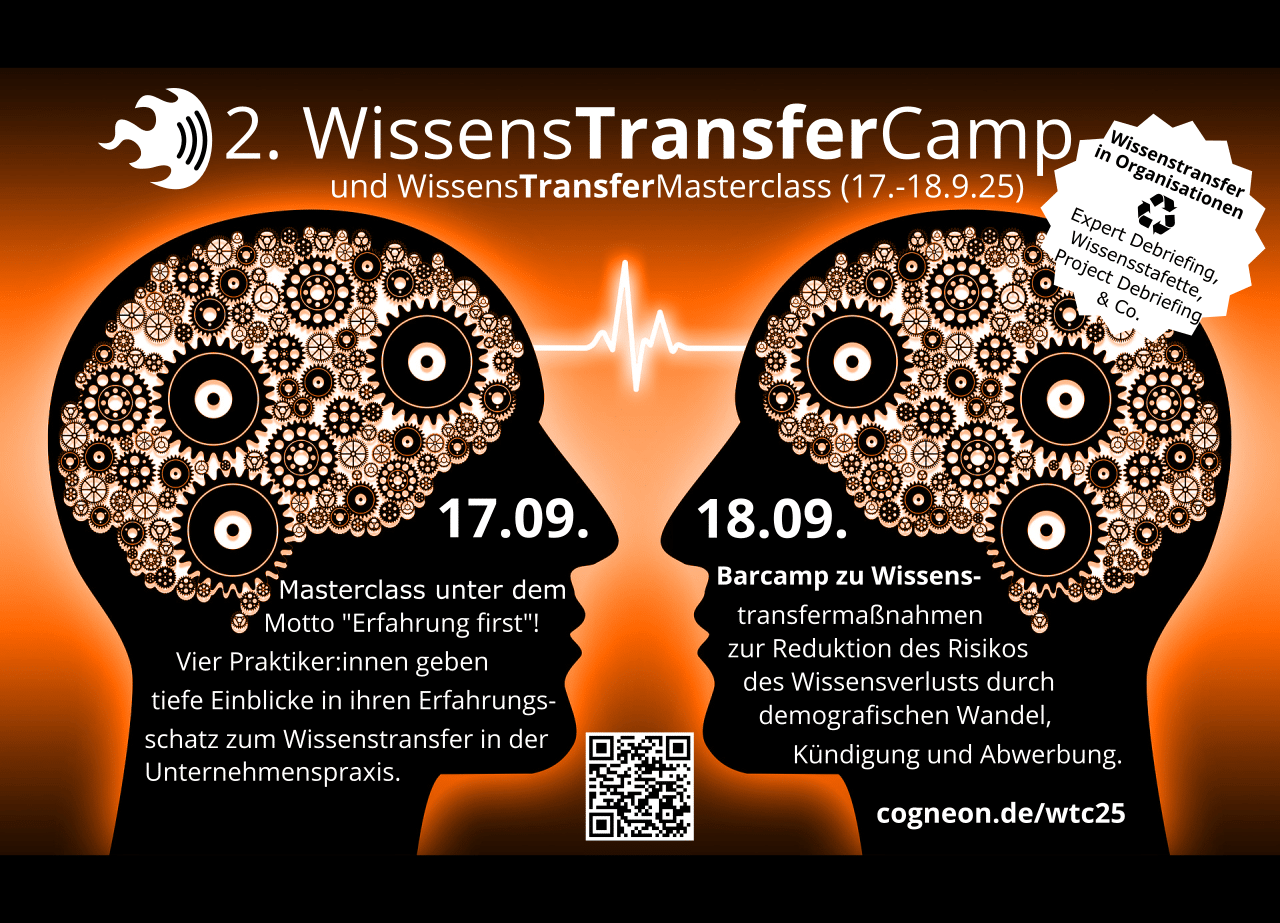 2. WissensTransferCamp
und WissensTransferMasterclass (17.-18.9.25)
Wissenstransfer
in Organisationen
Expert Debriefing,
Wissensstafette,
Project Debriefing
& Co.
17.09.
Masterclass unter dem
Motto "Erfahrung first"!
Vier Praktiker:innen geben
tiefe Einblicke in ihren Erfahrungs-
schatz zum Wissenstransfer in der
Unternehmenspraxis.
18.09.
Barcamp zu Wissens-
transfermaßnahmen
zur Reduktion des Risikos
des Wissensverlusts durch
demografischen Wandel,
Kündigung und Abwerbung.
cogneon.de/wtc25